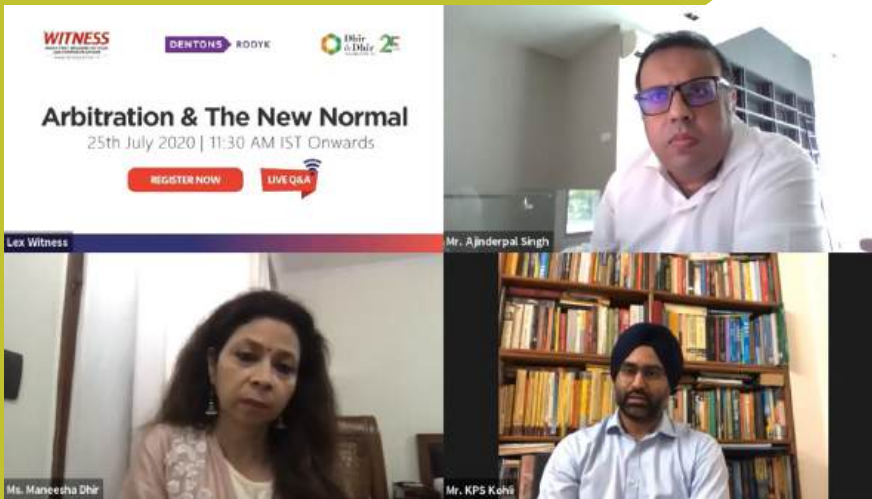 WITNESS
DENTONS RODYK
Dhir
& Dhir
25
Arbitration & The New Normal
25th July 2020 | 11:30 AM IST Onwards
REGISTER NOW
LIVE Q&A
Lex Witness
Mr. Ajinderpal Singh
Ms. Maneesha Dhir
Mr. KPS Kohli